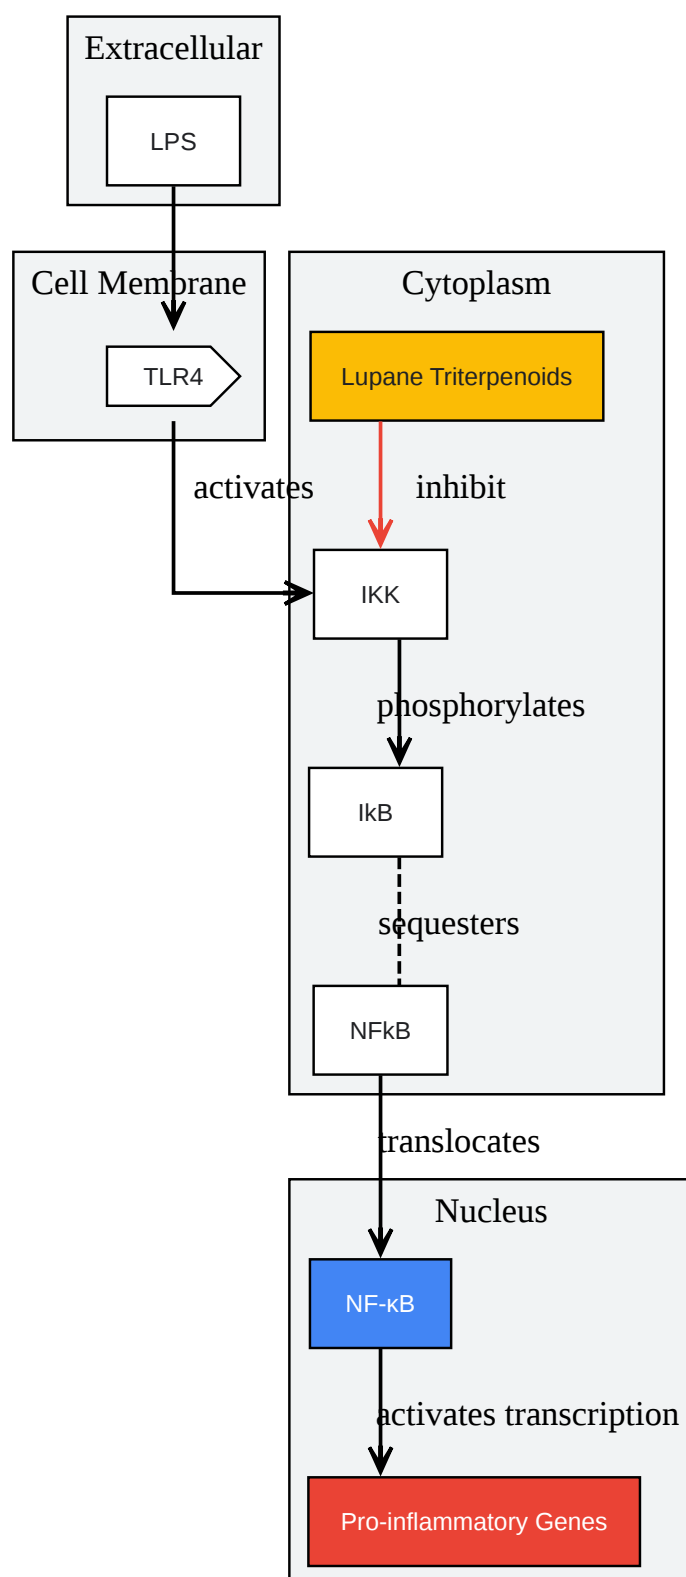 Extracellular
LPS
Cell Membrane
TLR4
Cytoplasm
Lupane Triterpenoids
activates
inhibit
IKK
phosphorylates
IkB
sequesters
NFkB
translocates
Nucleus
NF-κB
activates transcription
Pro-inflammatory Genes